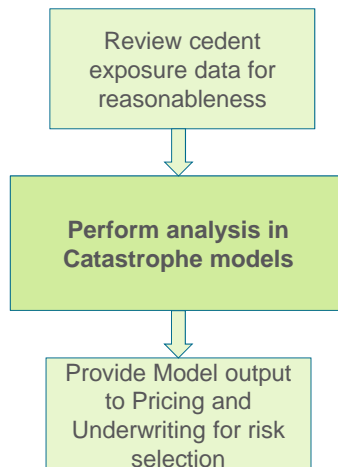 Review cedent
exposure data for
reasonableness
Perform analysis in
Catastrophe models
Provide Model output
to Pricing and
Underwriting for risk
selection